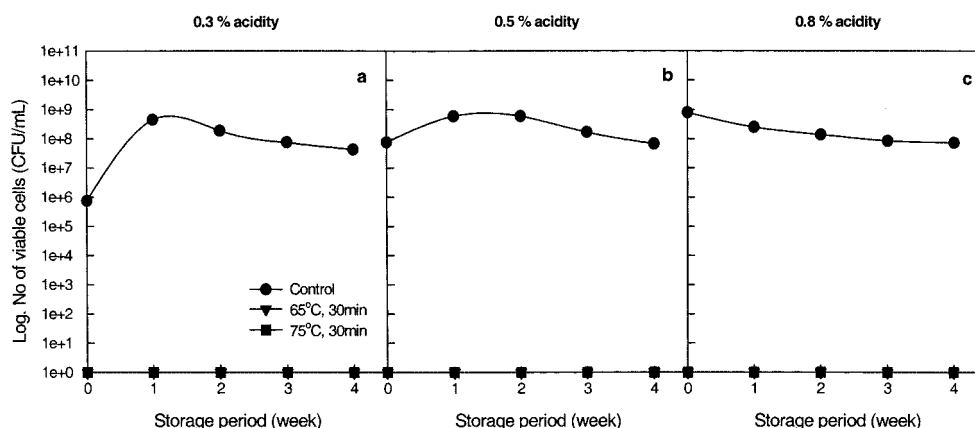 0.3 % acidity
0.5 % acidity
0.8 % acidity
Log. No of viable cells (CFU/mL)
1e+11
1e+10
1e+9
1e+8
1e+7
1e+6
1e+5
1e+4
1e+3
1e+2
1e+1
1e+0
a
b
c
Control
65°C, 30min
75°C, 30min
0 1 2 3 4
0 1 2 3 4
0 1 2 3 4
Storage period (week)
Storage period (week)
Storage period (week)